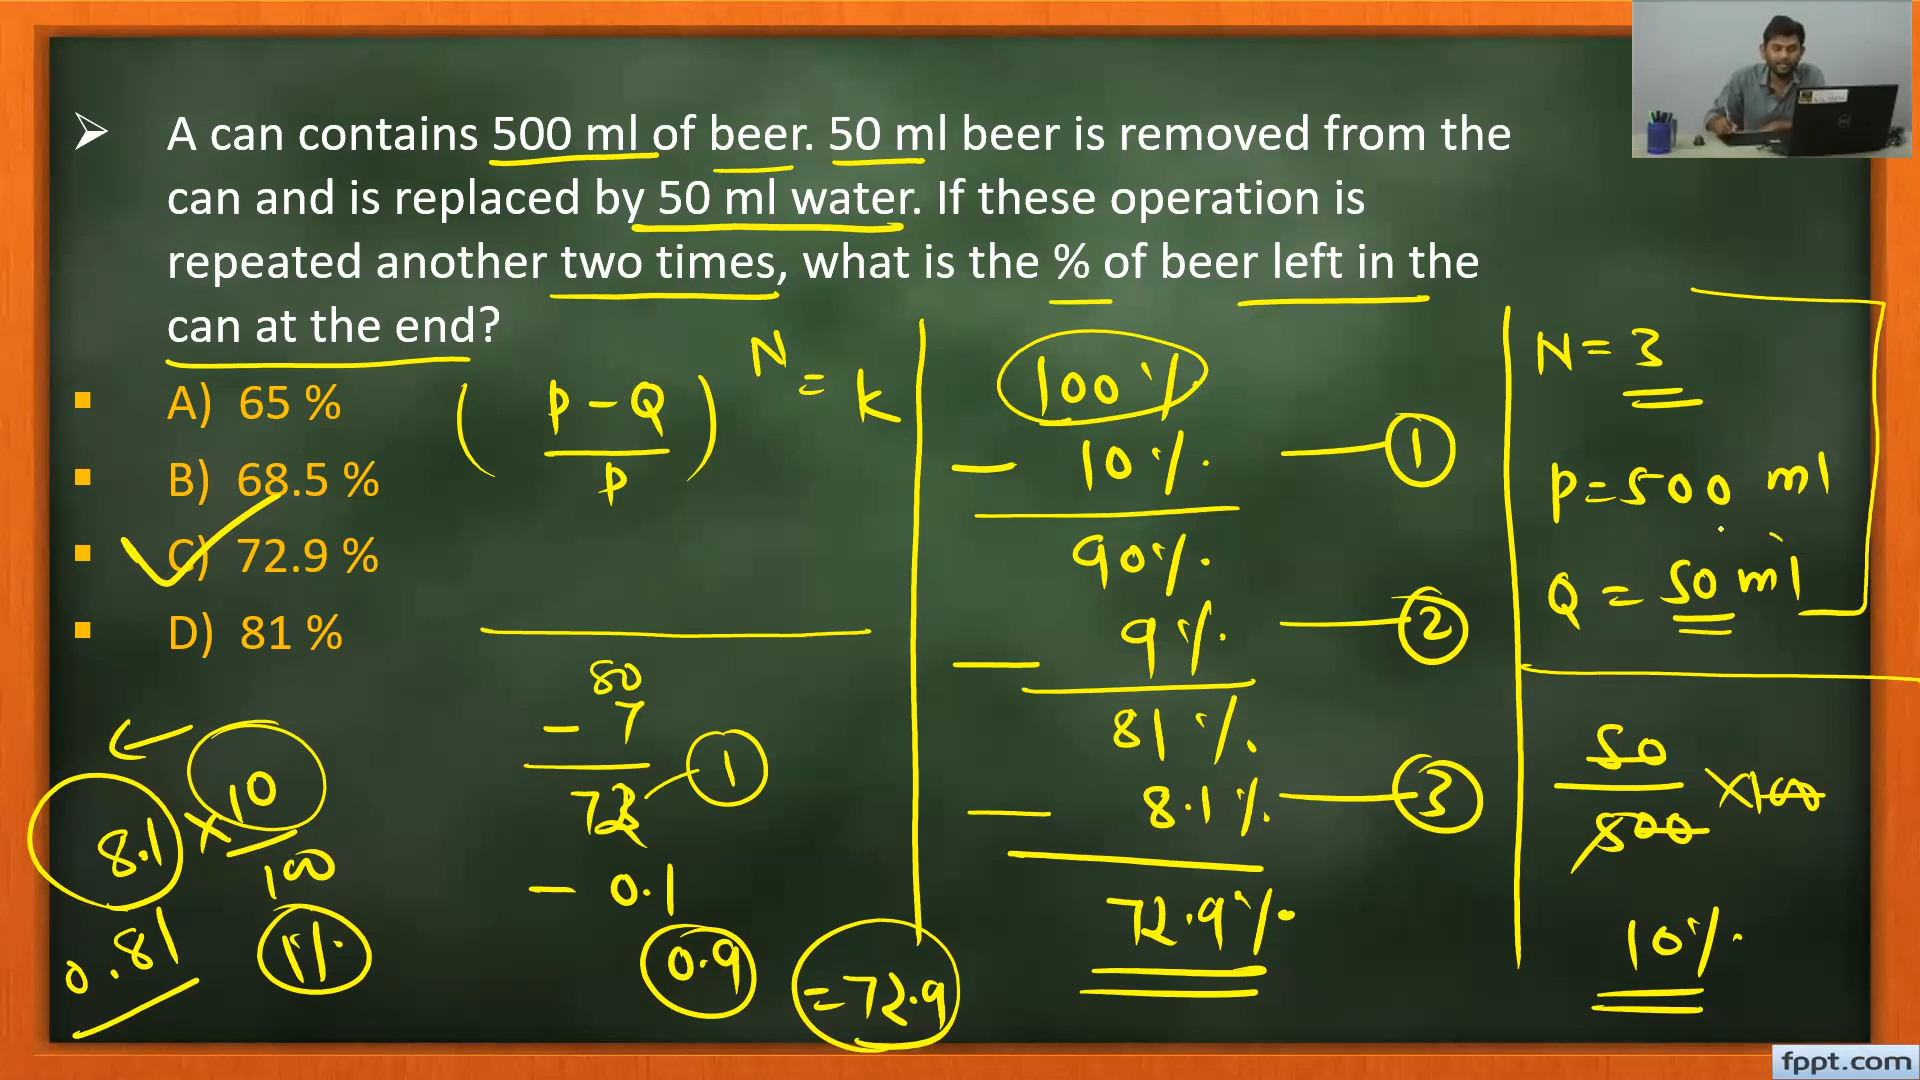 A can contains 500 ml of beer. 50 ml beer is removed from the
can and is replaced by 50 ml water. If these operation is
repeated another two times, what is the % of beer left in the
can at the end?
A) 65 %
B) 68.5 %
C) 72.9 %
D) 81 %
(P - Q / P)^N = k
80
- 7
73 — 1
- 0.1
0.9
= 72.9
8.1 × 10
100
0.81
1%
100%
- 10% — 1
90%
— 9% — 2
81%
— 8.1% — 3
72.9%
N = 3
P = 500 ml
Q = 50 ml
50
500
×100
10%
fppt.com